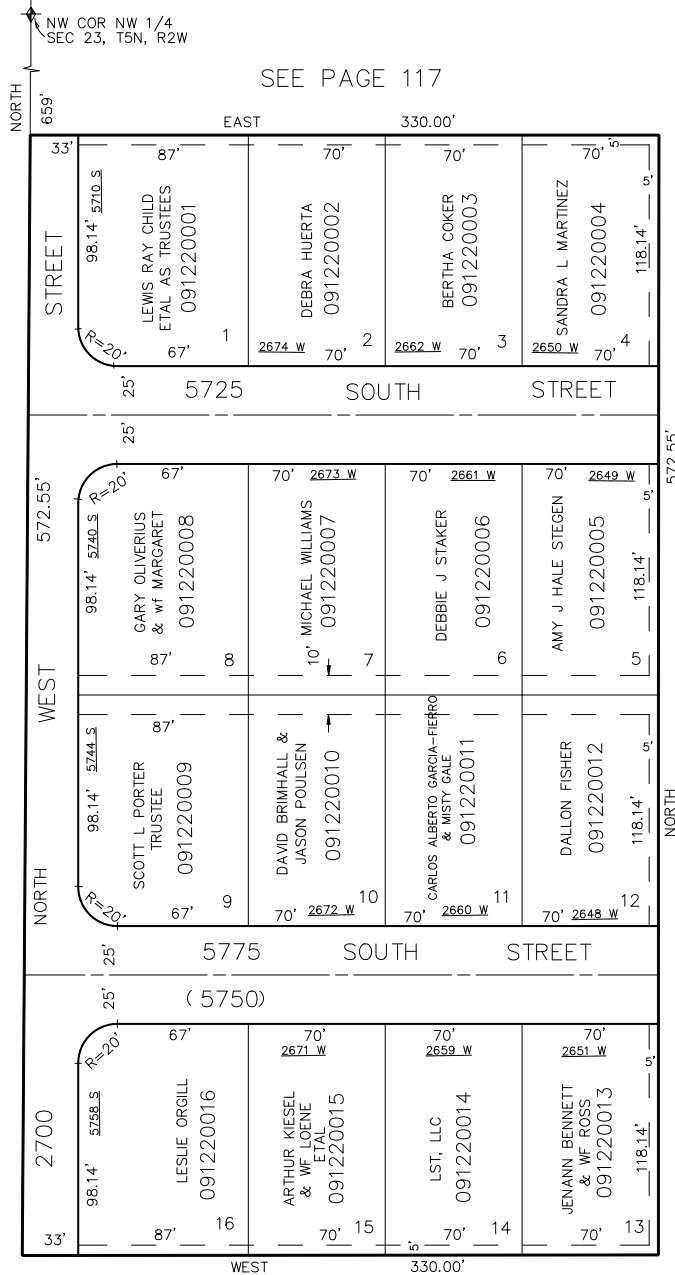 NW COR NW 1/4
SEC 23, T5N, R2W
SEE PAGE 117
NORTH
659'
EAST
330.00'
33'
87'
70'
70'
70'
5'
5'
5710 S
98.14'
LEWIS RAY CHILD
ETAL AS TRUSTEES
091220001
DEBRA HUERTA
091220002
BERTHA COKER
091220003
SANDRA L MARTINEZ
091220004
118.14'
STREET
R=20'
67'
1
2674 W
70'
2
2662 W
70'
3
2650 W
70'
4
25'
5725 SOUTH STREET
25'
572.55'
572.55'
R=20'
67'
70'
2673 W
70'
2661 W
70'
2649 W
5'
5740 S
98.14'
GARY OLIVERIUS
& wf MARGARET
091220008
MICHAEL WILLIAMS
091220007
DEBBIE J STAKER
091220006
AMY J HALE STEGEN
091220005
118.14'
87'
8
10'
7
6
5
WEST
87'
5744 S
98.14'
SCOTT L PORTER
TRUSTEE
091220009
DAVID BRIMHALL &
JASON POULSEN
091220010
CARLOS ALBERTO GARCIA-FIERRO
& MISTY GALE
091220011
DALLON FISHER
091220012
5'
118.14'
NORTH
NORTH
R=20'
67'
9
70'
2672 W
10
70'
2660 W
11
70'
2648 W
12
25'
5775 SOUTH STREET
25'
(5750)
R=20'
67'
70'
2671 W
70'
2659 W
70'
2651 W
5'
5758 S
98.14'
LESLIE ORGILL
091220016
ARTHUR KIESEL
& WF LOENE
ETAL
091220015
LST, LLC
091220014
JENANN BENNETT
& WF ROSS
091220013
118.14'
2700
33'
87'
16
70'
15
5'
70'
14
70'
13
WEST
330.00'